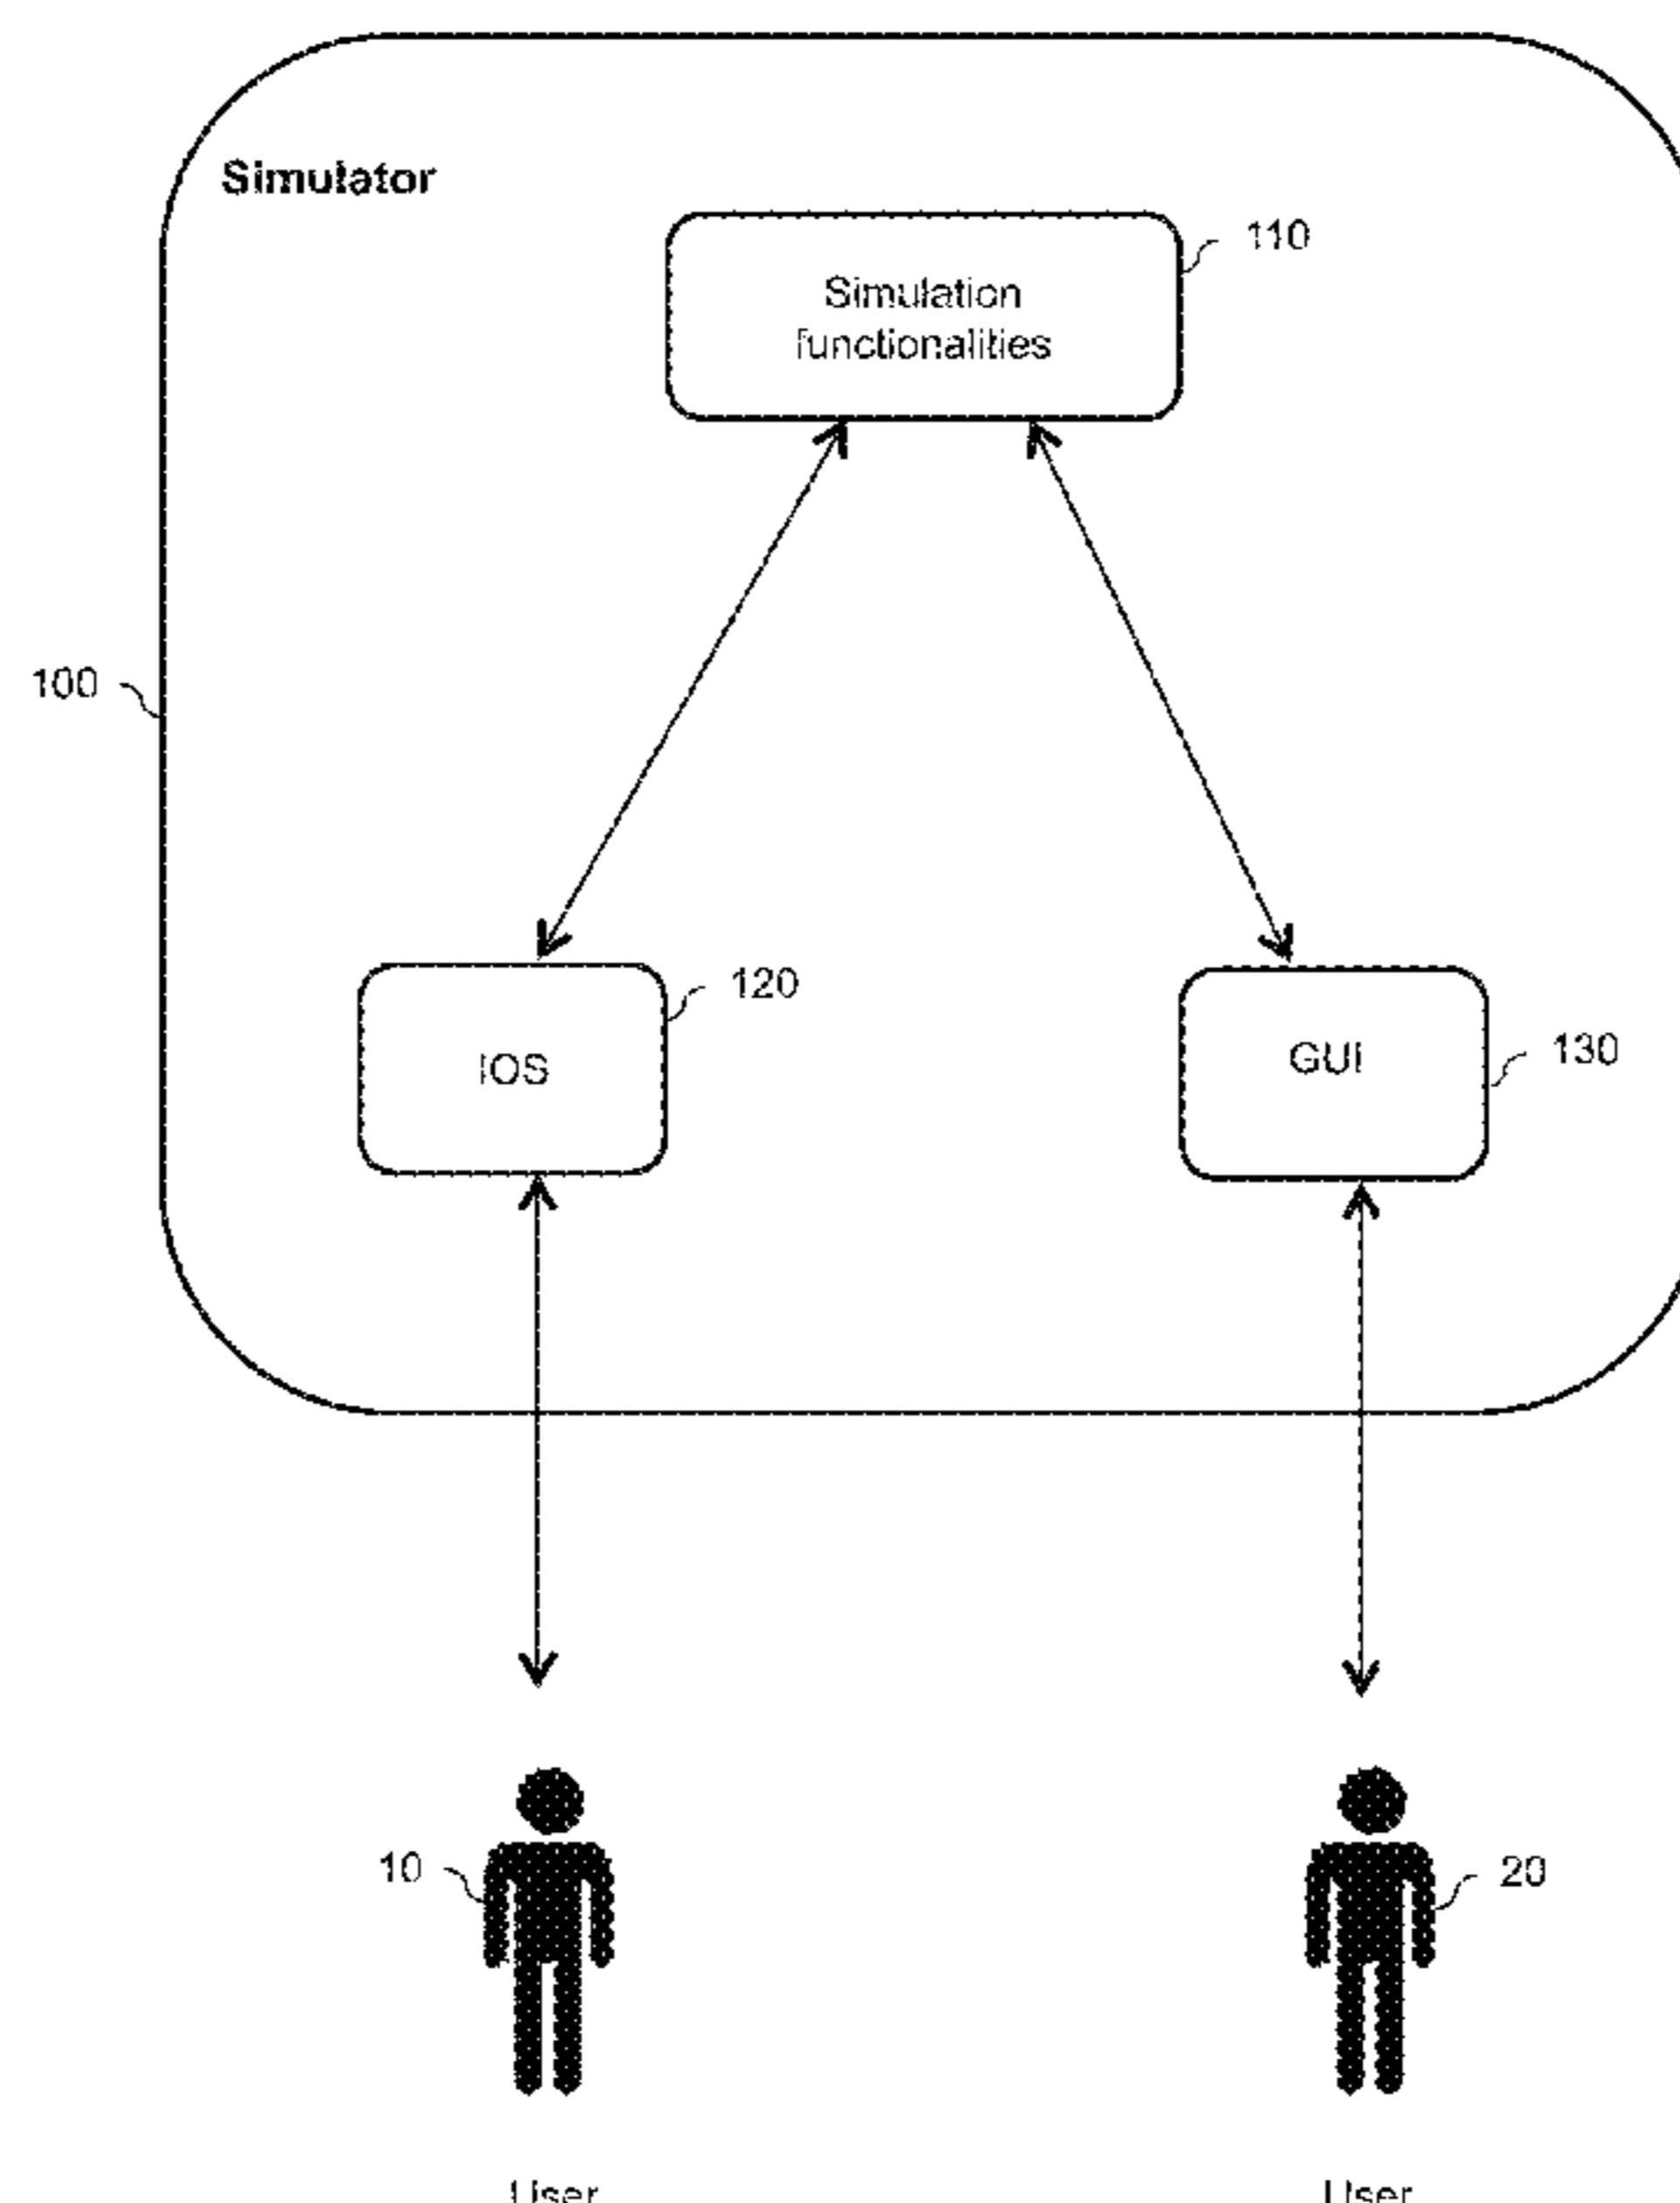 Simulator
110
Simulation
functionalities
100
120
IOS
GUI
130
10
20
User
User